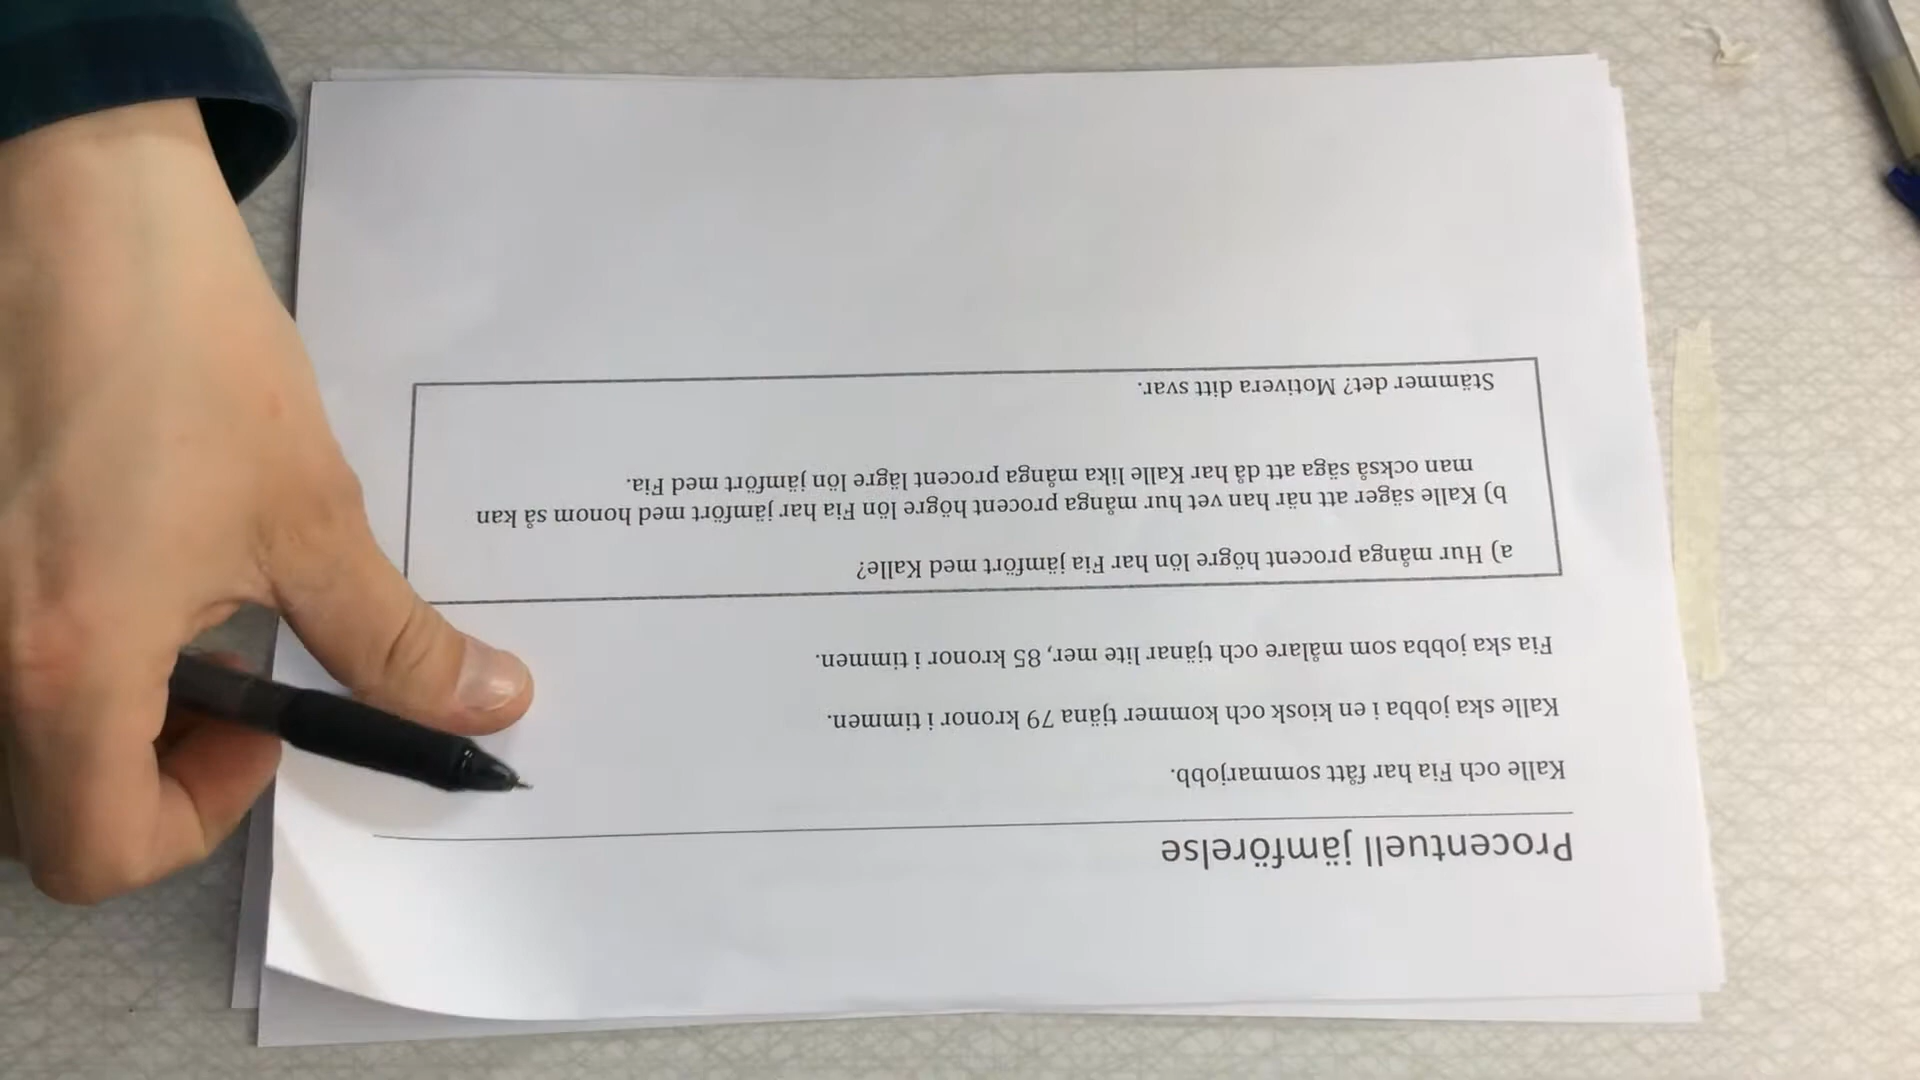 Procentuell jämförelse
Kalle och Fia har fått sommarjobb.
Kalle ska jobba i en kiosk och kommer tjäna 79 kronor i timmen.
Fia ska jobba som målare och tjänar lite mer, 85 kronor i timmen.
a) Hur många procent högre lön har Fia jämfört med Kalle?
b) Kalle säger att när han vet hur många procent högre lön Fia har jämfört med honom så kan
man också säga att då har Kalle lika många procent lägre lön jämfört med Fia.
Stämmer det? Motivera ditt svar.